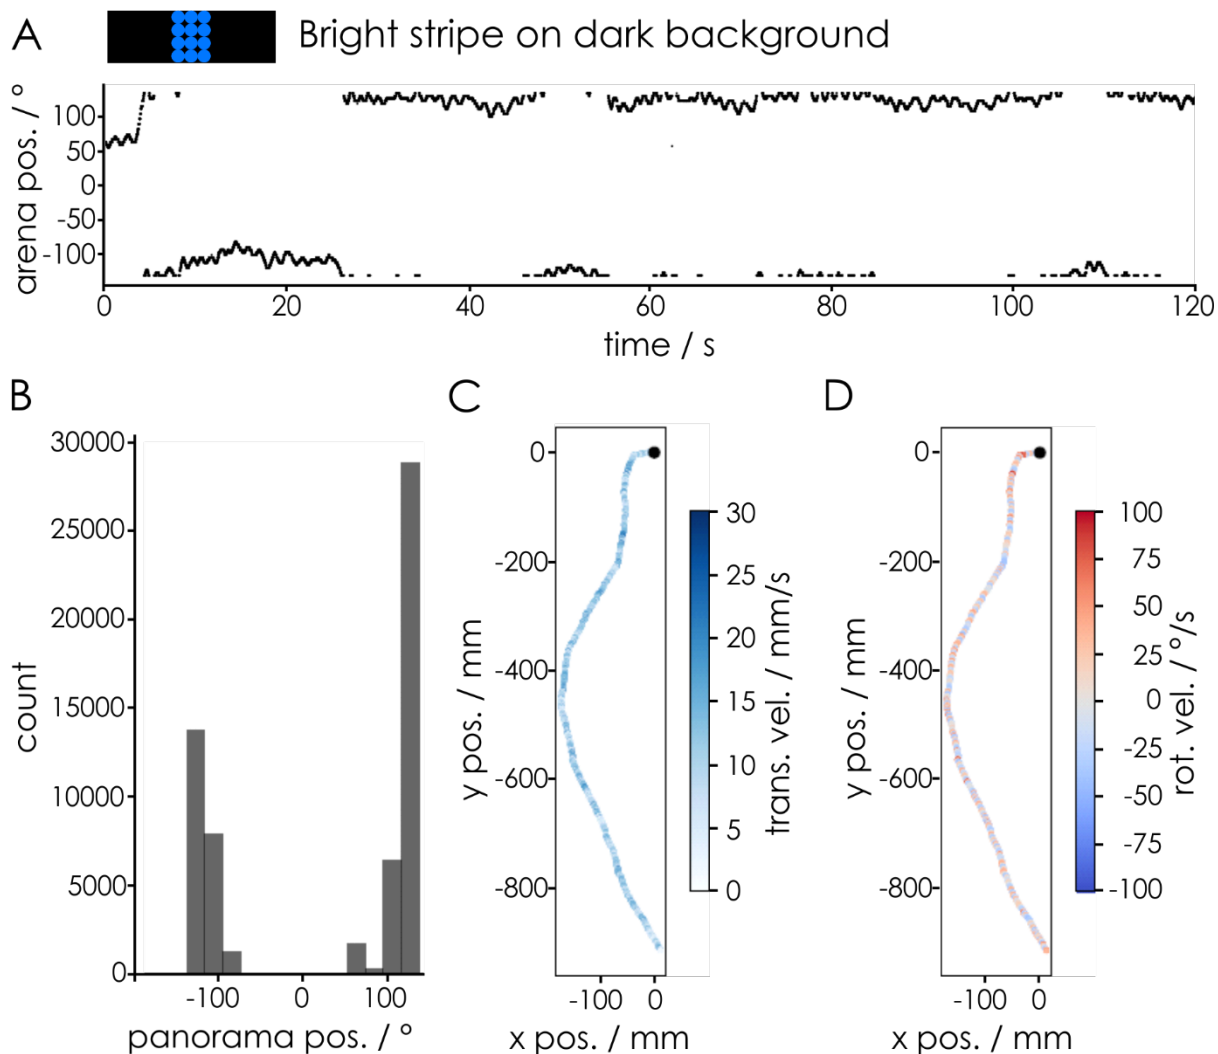 A
Bright stripe on dark background
arena pos. / °
100
50
0
-50
-100
0 20 40 60 80 100 120
time / s
B
count
30000
25000
20000
15000
10000
5000
0
-100 0 100
panorama pos. / °
C
y pos. / mm
0
-200
-400
-600
-800
-100 0
x pos. / mm
30
25
20
15
10
5
0
trans. vel. / mm/s
D
y pos. / mm
0
-200
-400
-600
-800
-100 0
x pos. / mm
100
75
50
25
0
-25
-50
-75
-100
rot. vel. / °/s